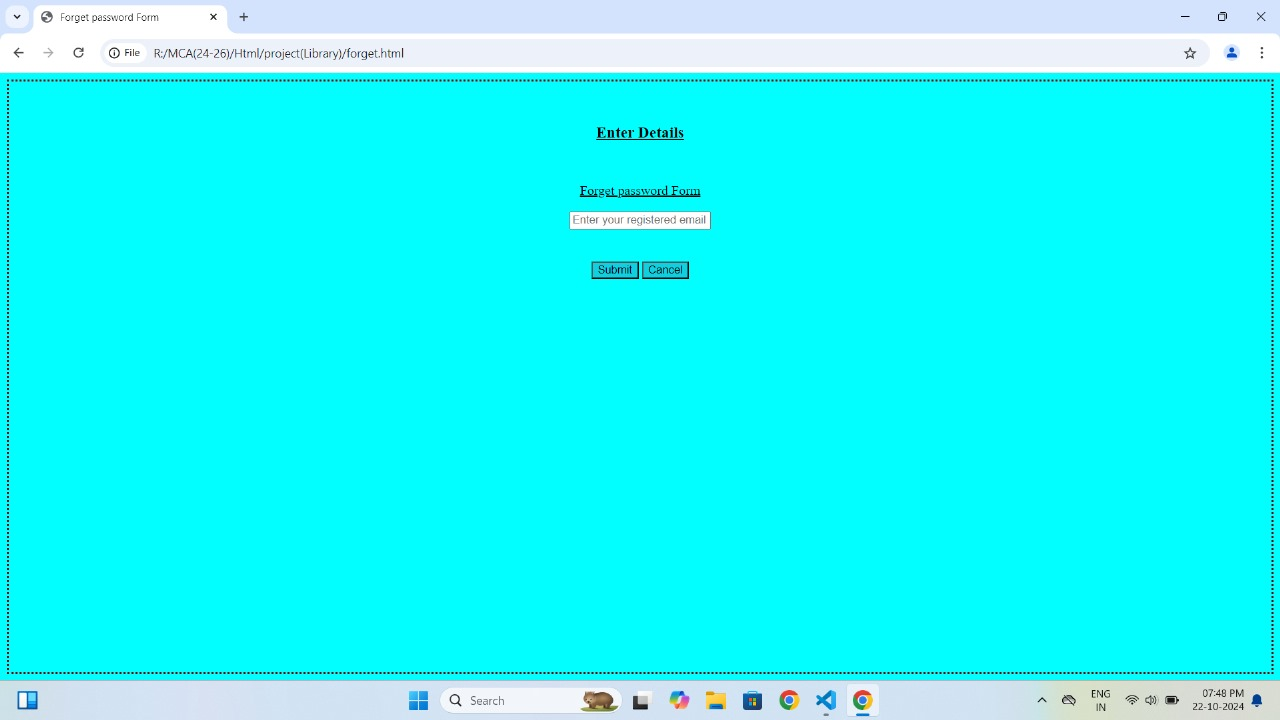 Forget password Form
File
R:/MCA(24-26)/Html/project(Library)/forget.html
Enter Details
Forget password Form
Enter your registered email
Submit Cancel
Search
ENG
IN
07:48 PM
22-10-2024